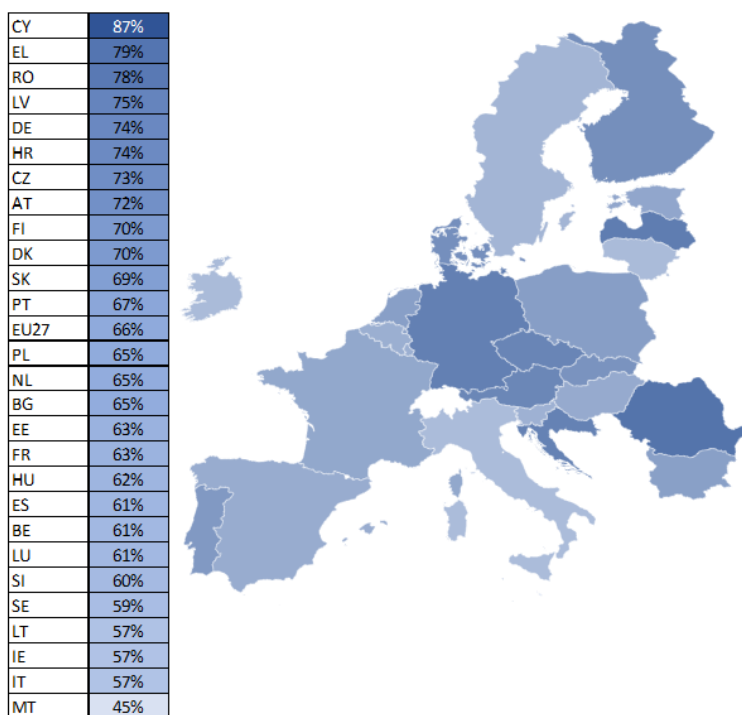 CY 87%
EL 79%
RO 78%
LV 75%
DE 74%
HR 74%
CZ 73%
AT 72%
FI 70%
DK 70%
SK 69%
PT 67%
EU27 66%
PL 65%
NL 65%
BG 65%
EE 63%
FR 63%
HU 62%
ES 61%
BE 61%
LU 61%
SI 60%
SE 59%
LT 57%
IE 57%
IT 57%
MT 45%